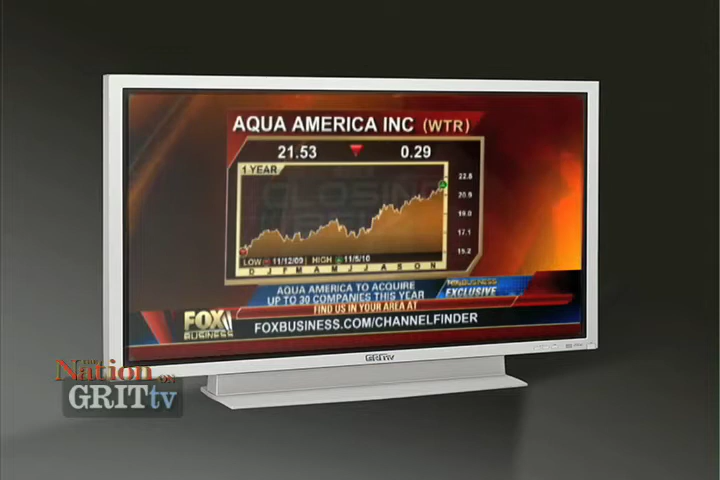 AQUA AMERICA INC (WTR)
21.53 0.29
1 YEAR
22.8
20.9
19.0
17.1
15.2
LOW 11/12/09 HIGH 11/5/10
D J F M A M J J A S O N
AQUA AMERICA TO ACQUIRE
UP TO 30 COMPANIES THIS YEAR
FOX BUSINESS
EXCLUSIVE
FIND US IN YOUR AREA AT
FOXBUSINESS.COM/CHANNELFINDER
FOX
BUSINESS
GRITtv
THE
Nation ON
GRITtv